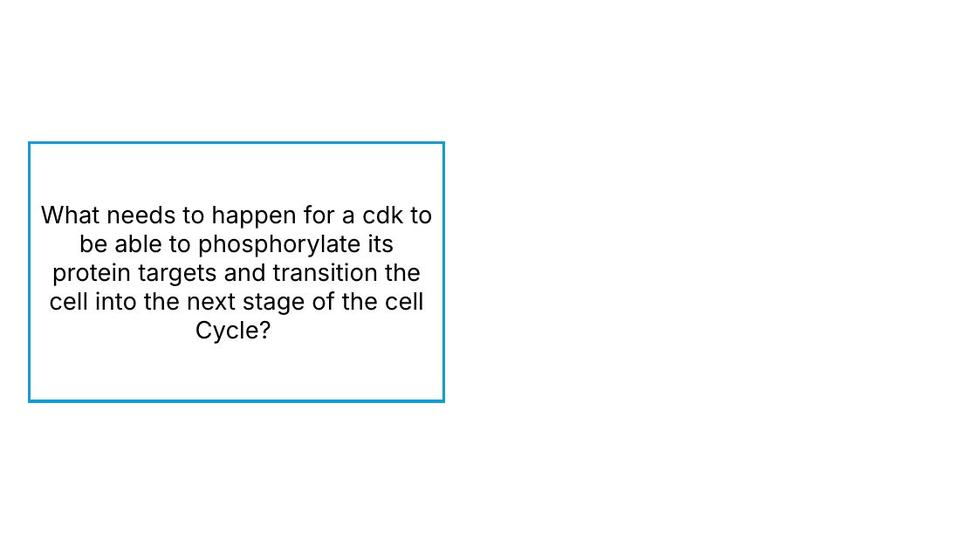 What needs to happen for a cdk to
be able to phosphorylate its
protein targets and transition the
cell into the next stage of the cell
Cycle?